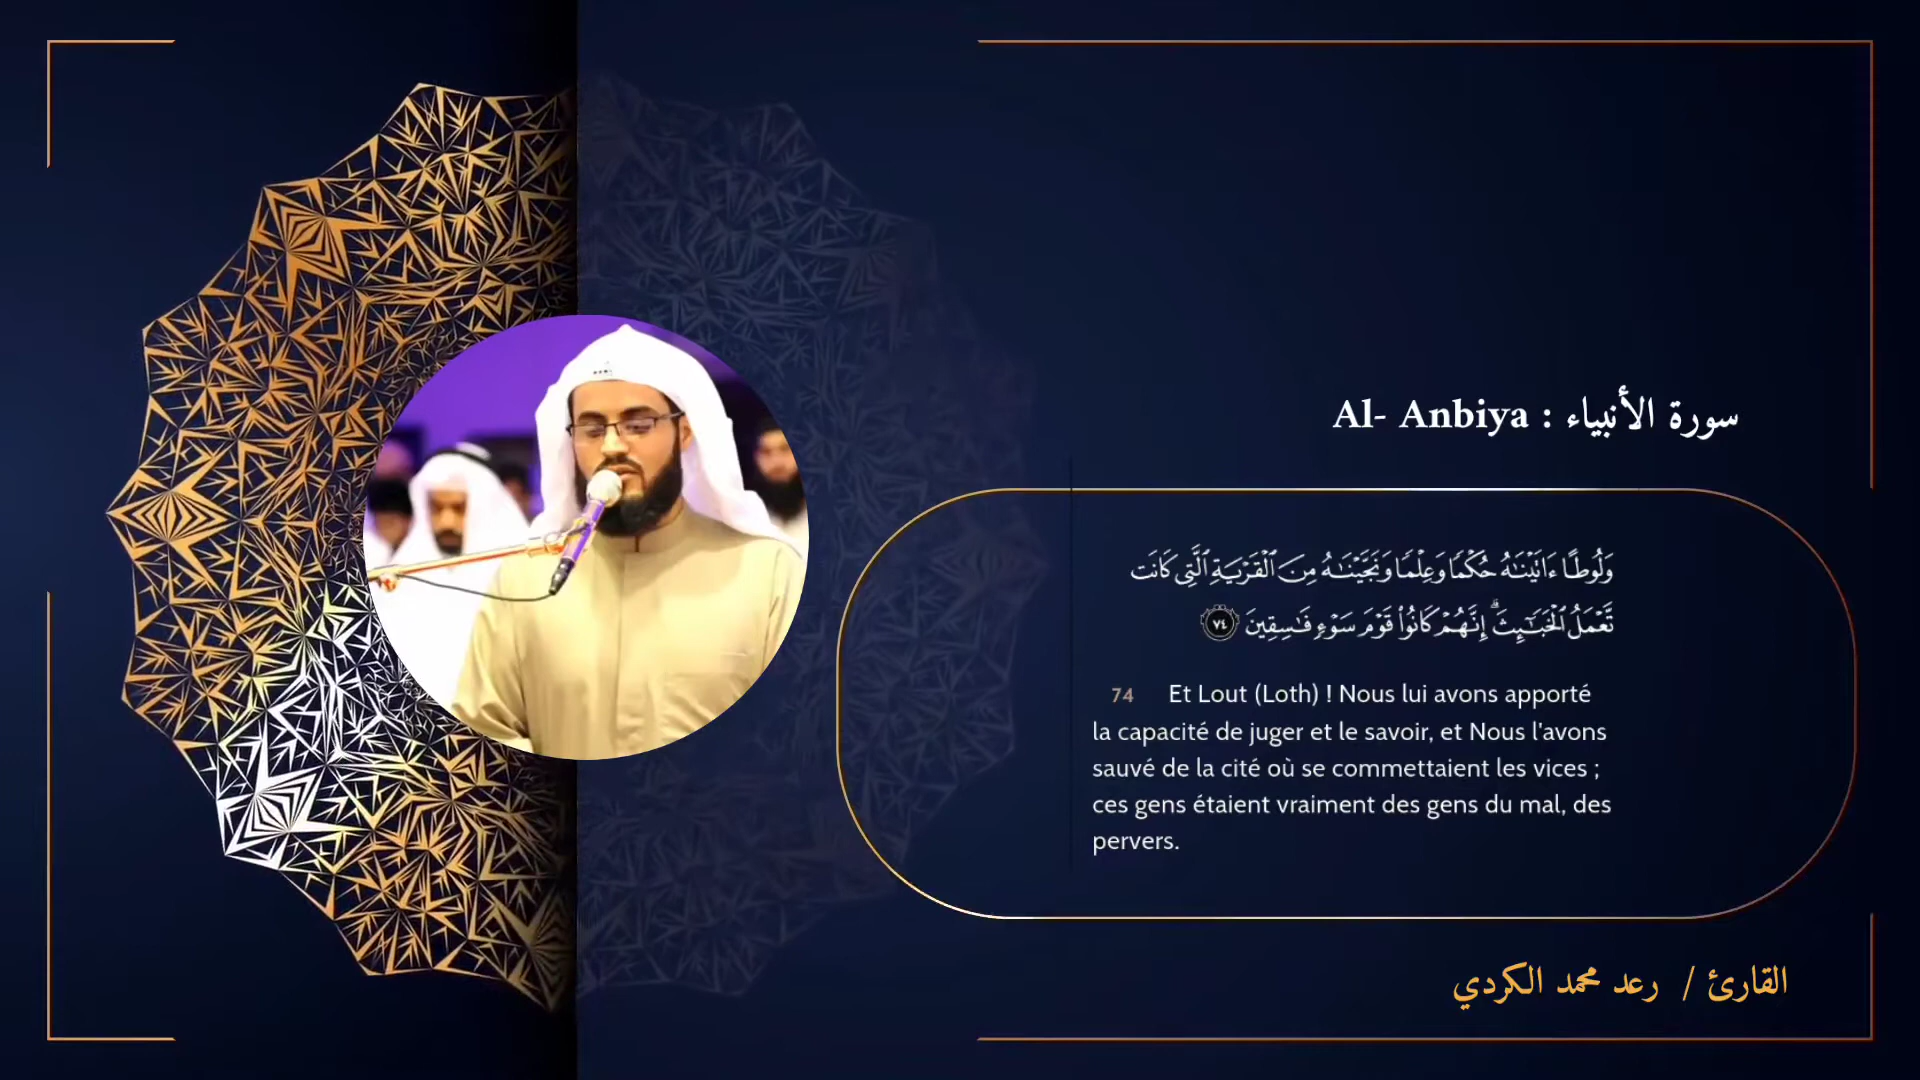 Al- Anbiya : سورة الأنبياء
وَلُوطًا ءَاتَيْنَٰهُ حُكْمًا وَعِلْمًا وَنَجَّيْنَٰهُ مِنَ ٱلْقَرْيَةِ ٱلَّتِى كَانَت
تَّعْمَلُ ٱلْخَبَٰٓئِثَ ۗ إِنَّهُمْ كَانُوا۟ قَوْمَ سَوْءٍ فَٰسِقِينَ ٧٤
74 Et Lout (Loth) ! Nous lui avons apporté
la capacité de juger et le savoir, et Nous l'avons
sauvé de la cité où se commettaient les vices ;
ces gens étaient vraiment des gens du mal, des
pervers.
القارئ / رعد محمد الكردي